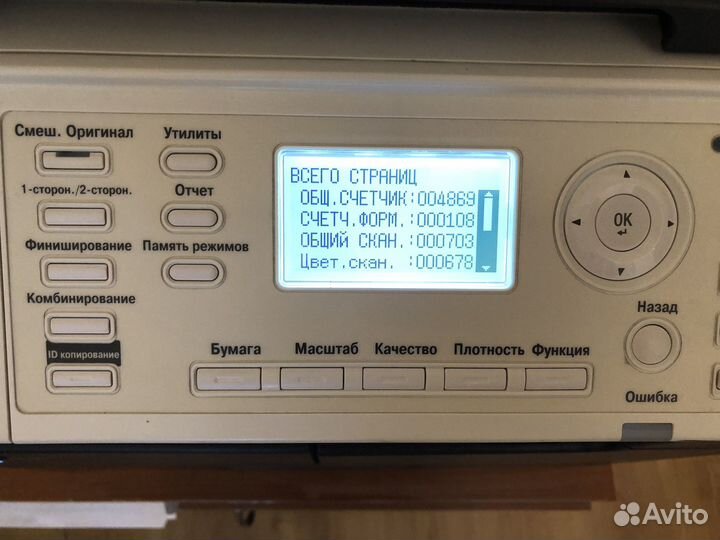 Смеш. Оригинал
Утилиты
1-сторон./2-сторон.
Отчет
Финиширование
Память режимов
Комбинирование
ID копирование
ВСЕГО СТРАНИЦ
ОБЩ.СЧЕТЧИК:004869
СЧЕТЧ.ФОРМ.:000108
ОБЩИЙ СКАН.:000703
Цвет.скан. :000678
OK
Назад
Бумага
Масштаб
Качество
Плотность
Функция
Ошибка
Avito